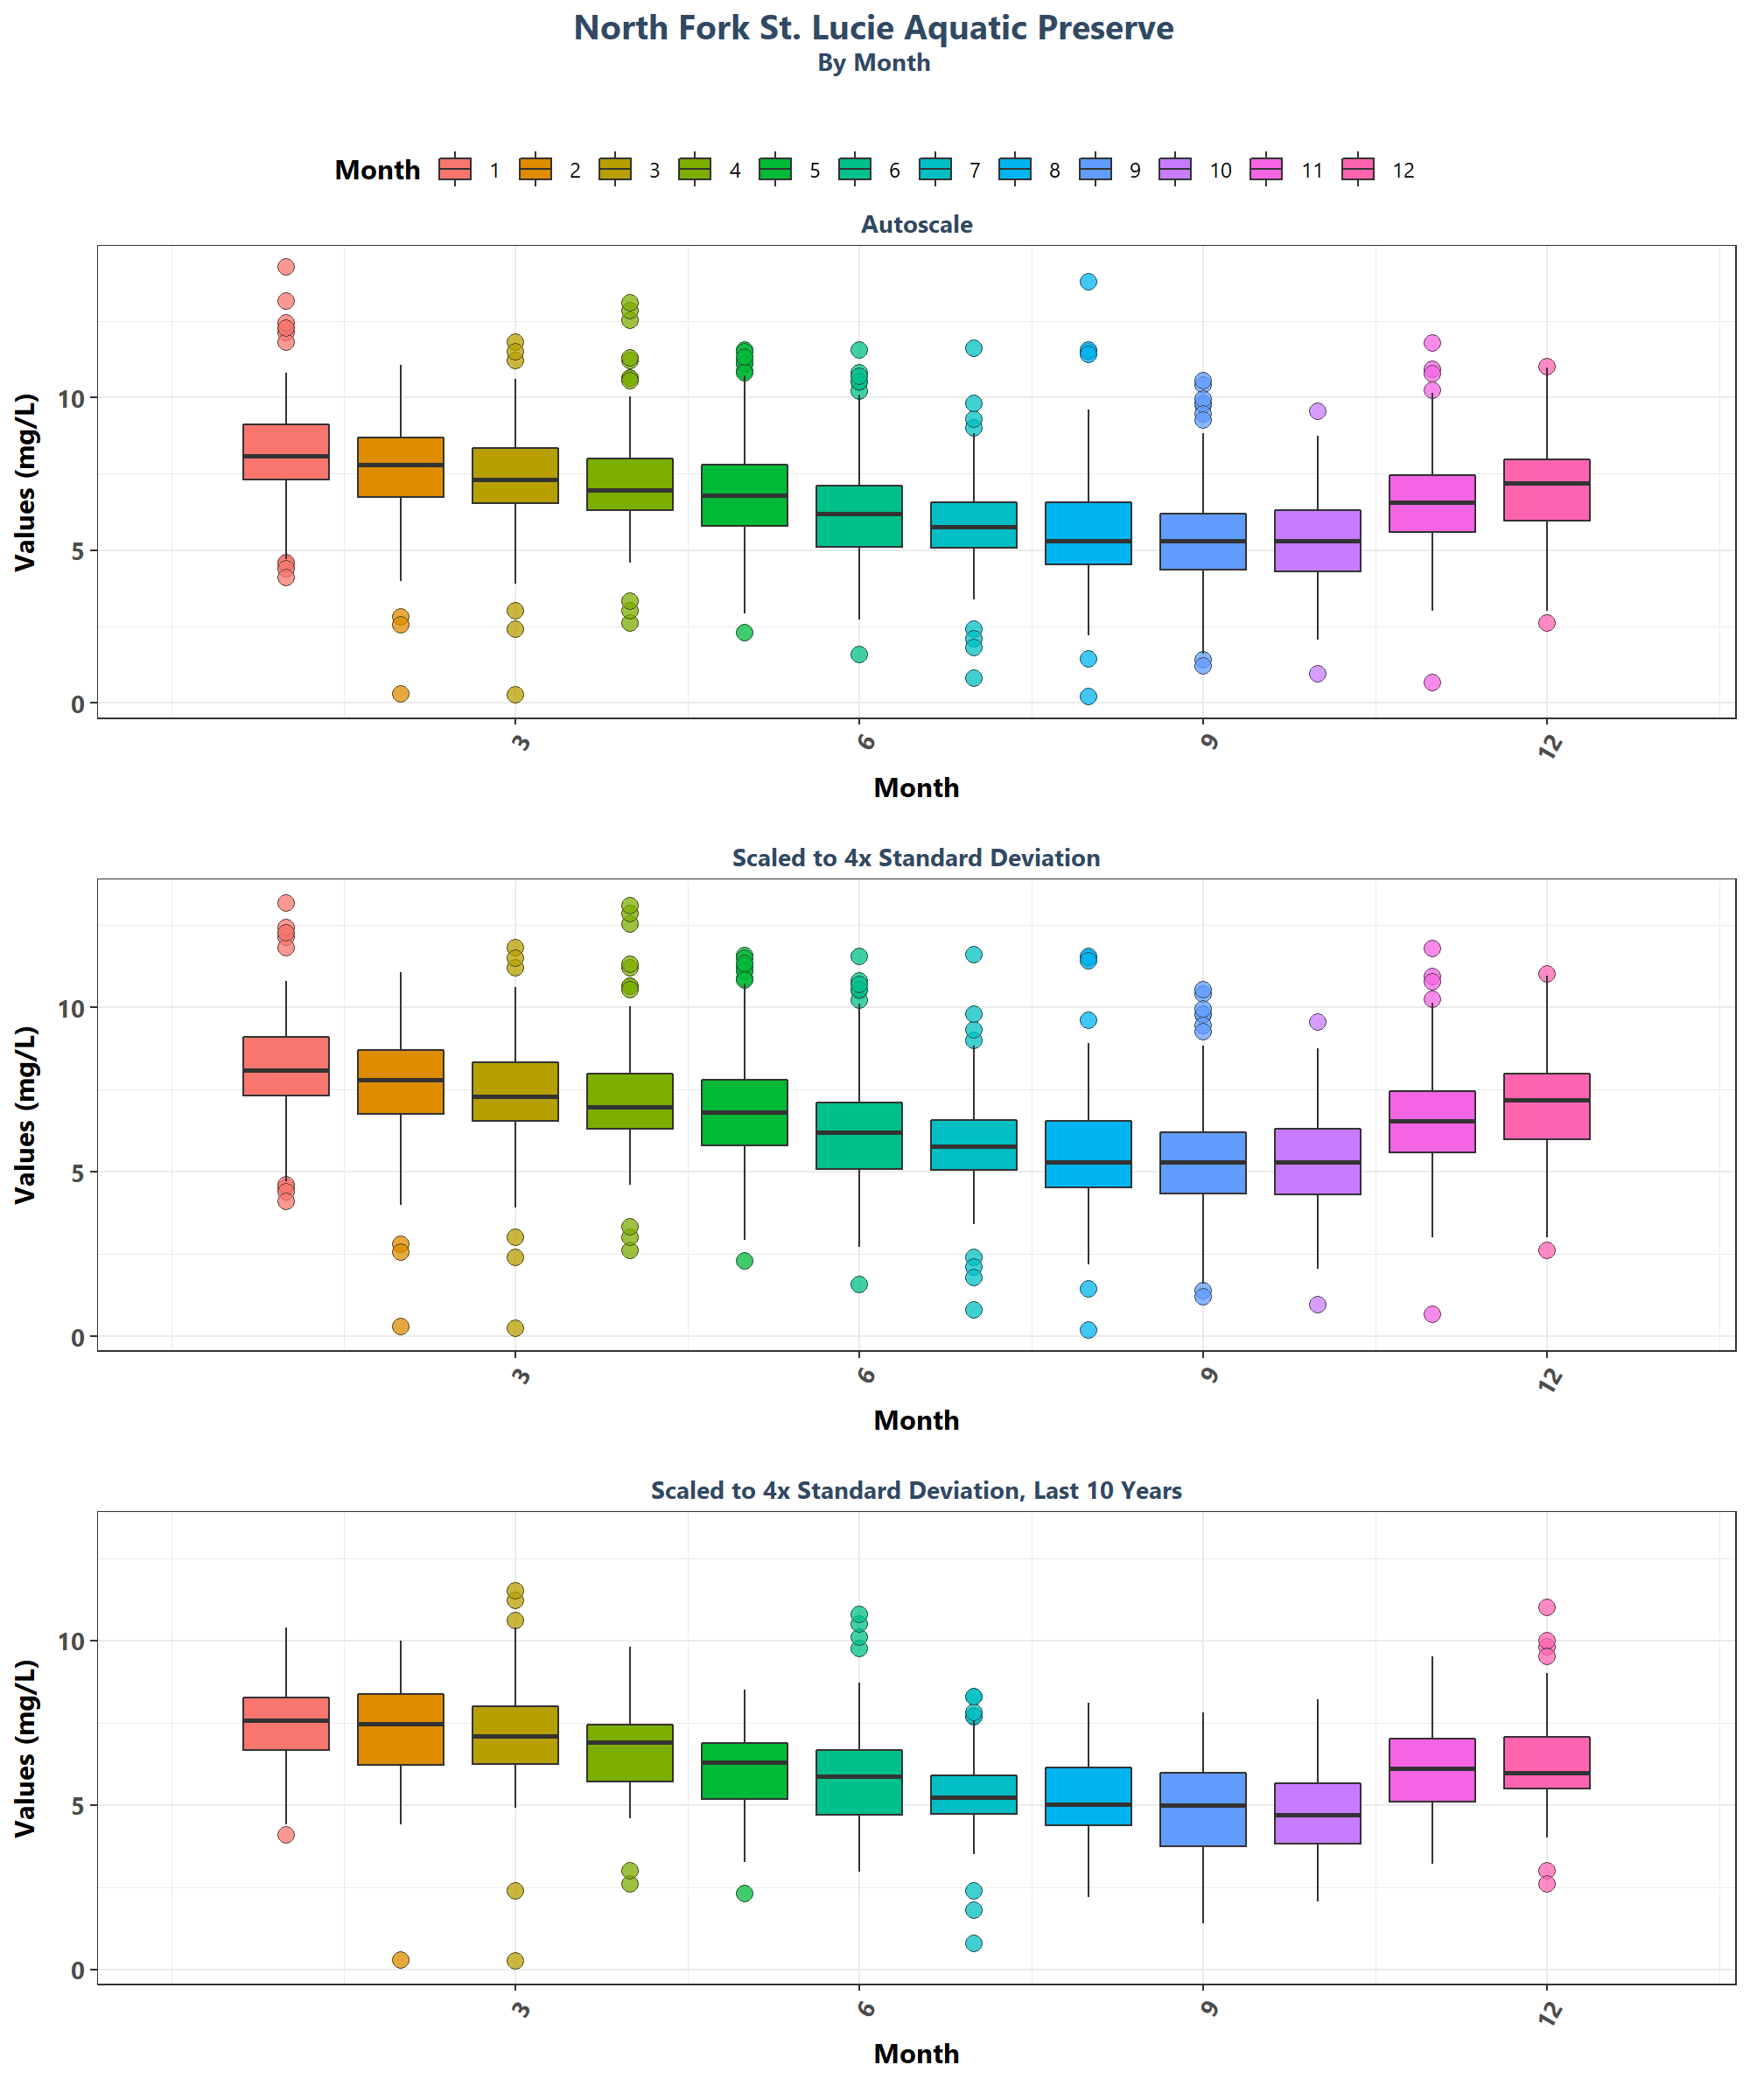 North Fork St. Lucie Aquatic Preserve
By Month
Month 1 2 3 4 5 6 7 8 9 10 11 12
Autoscale
Values (mg/L)
10
5
0
3 6 9 12
Month
Scaled to 4x Standard Deviation
Values (mg/L)
10
5
0
3 6 9 12
Month
Scaled to 4x Standard Deviation, Last 10 Years
Values (mg/L)
10
5
0
3 6 9 12
Month